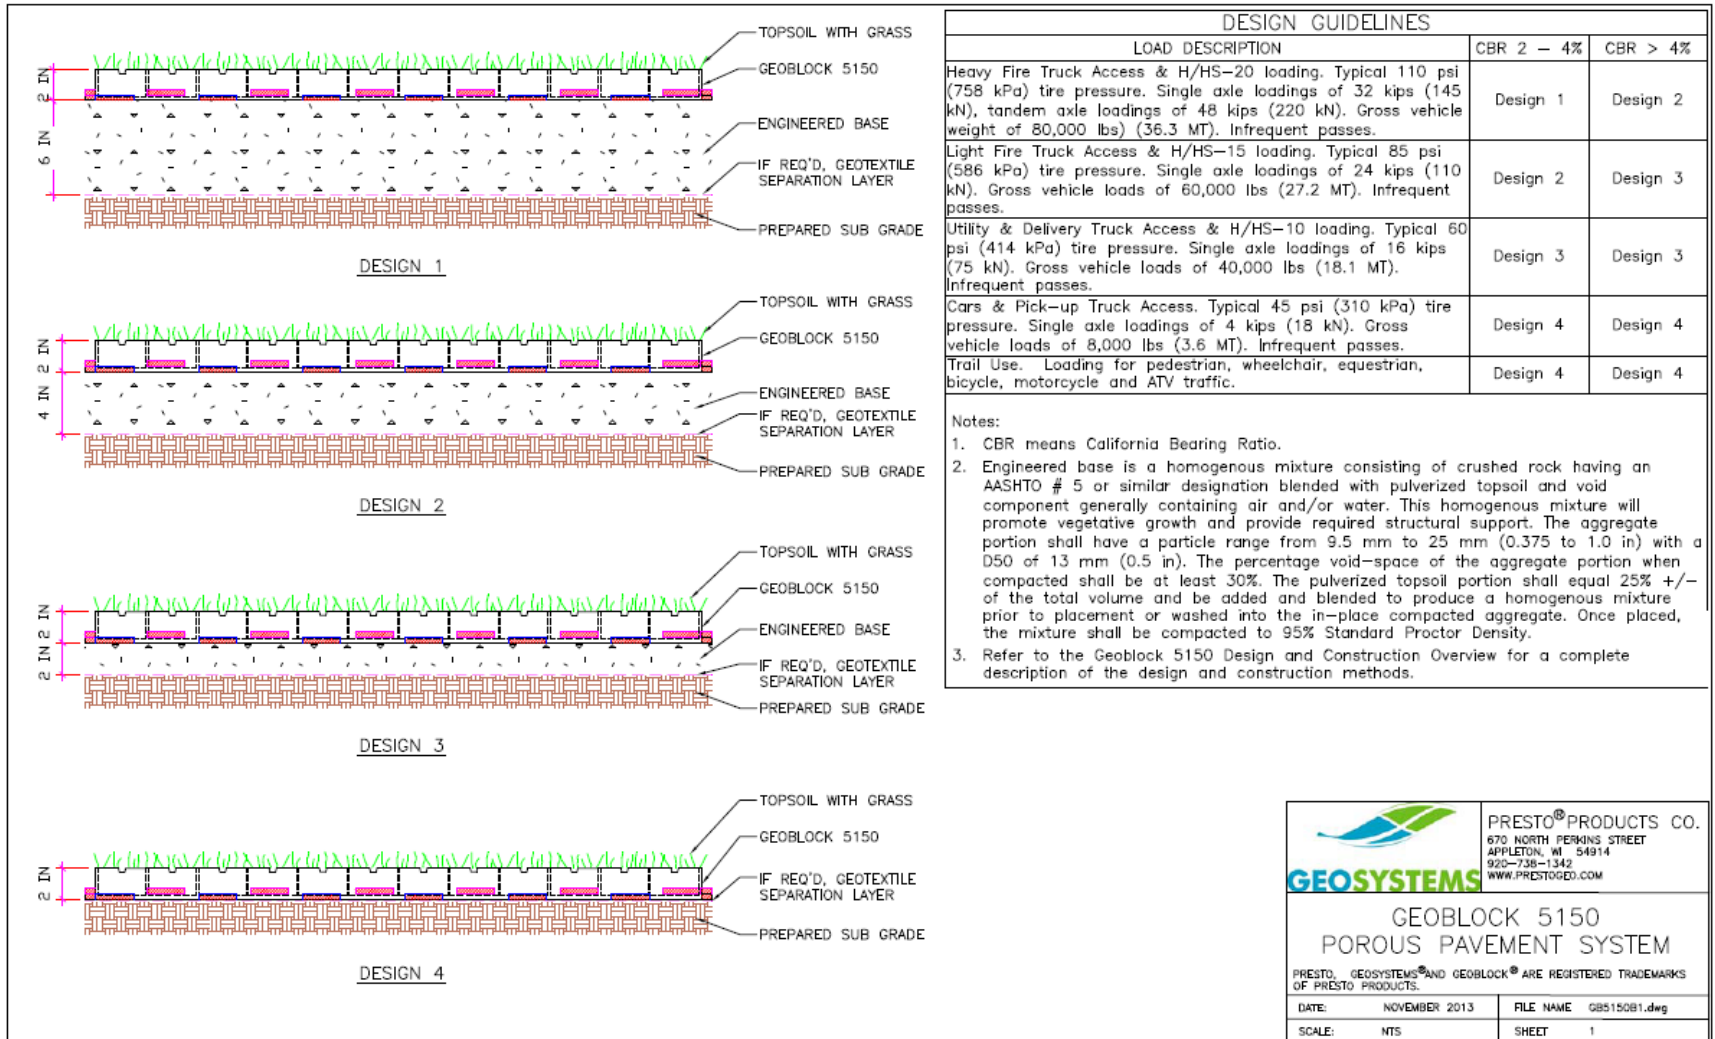 TOPSOIL WITH GRASS
GEOBLOCK 5150
2 IN
ENGINEERED BASE
6 IN
IF REQ'D, GEOTEXTILE
SEPARATION LAYER
PREPARED SUB GRADE
DESIGN 1
TOPSOIL WITH GRASS
GEOBLOCK 5150
2 IN
ENGINEERED BASE
4 IN
IF REQ'D, GEOTEXTILE
SEPARATION LAYER
PREPARED SUB GRADE
DESIGN 2
TOPSOIL WITH GRASS
GEOBLOCK 5150
2 IN
ENGINEERED BASE
2 IN
IF REQ'D, GEOTEXTILE
SEPARATION LAYER
PREPARED SUB GRADE
DESIGN 3
TOPSOIL WITH GRASS
GEOBLOCK 5150
2 IN
IF REQ'D, GEOTEXTILE
SEPARATION LAYER
PREPARED SUB GRADE
DESIGN 4
DESIGN GUIDELINES
LOAD DESCRIPTION CBR 2 – 4% CBR > 4%
Heavy Fire Truck Access & H/HS–20 loading. Typical 110 psi
(758 kPa) tire pressure. Single axle loadings of 32 kips (145
kN), tandem axle loadings of 48 kips (220 kN). Gross vehicle
weight of 80,000 lbs) (36.3 MT). Infrequent passes.
Design 1 Design 2
Light Fire Truck Access & H/HS–15 loading. Typical 85 psi
(586 kPa) tire pressure. Single axle loadings of 24 kips (110
kN). Gross vehicle loads of 60,000 lbs (27.2 MT). Infrequent
passes.
Design 2 Design 3
Utility & Delivery Truck Access & H/HS–10 loading. Typical 60
psi (414 kPa) tire pressure. Single axle loadings of 16 kips
(75 kN). Gross vehicle loads of 40,000 lbs (18.1 MT).
Infrequent passes.
Design 3 Design 3
Cars & Pick–up Truck Access. Typical 45 psi (310 kPa) tire
pressure. Single axle loadings of 4 kips (18 kN). Gross
vehicle loads of 8,000 lbs (3.6 MT). Infrequent passes.
Design 4 Design 4
Trail Use. Loading for pedestrian, wheelchair, equestrian,
bicycle, motorcycle and ATV traffic.
Design 4 Design 4
Notes:
1. CBR means California Bearing Ratio.
2. Engineered base is a homogenous mixture consisting of crushed rock having an
AASHTO # 5 or similar designation blended with pulverized topsoil and void
component generally containing air and/or water. This homogenous mixture will
promote vegetative growth and provide required structural support. The aggregate
portion shall have a particle range from 9.5 mm to 25 mm (0.375 to 1.0 in) with a
D50 of 13 mm (0.5 in). The percentage void–space of the aggregate portion when
compacted shall be at least 30%. The pulverized topsoil portion shall equal 25% +/–
of the total volume and be added and blended to produce a homogenous mixture
prior to placement or washed into the in–place compacted aggregate. Once placed,
the mixture shall be compacted to 95% Standard Proctor Density.
3. Refer to the Geoblock 5150 Design and Construction Overview for a complete
description of the design and construction methods.
GEOSYSTEMS
PRESTO® PRODUCTS CO.
670 NORTH PERKINS STREET
APPLETON, WI 54914
920–738–1342
WWW.PRESTOGEO.COM
GEOBLOCK 5150
POROUS PAVEMENT SYSTEM
PRESTO, GEOSYSTEMS® AND GEOBLOCK® ARE REGISTERED TRADEMARKS
OF PRESTO PRODUCTS.
DATE: NOVEMBER 2013 FILE NAME GB5150B1.dwg
SCALE: NTS SHEET 1